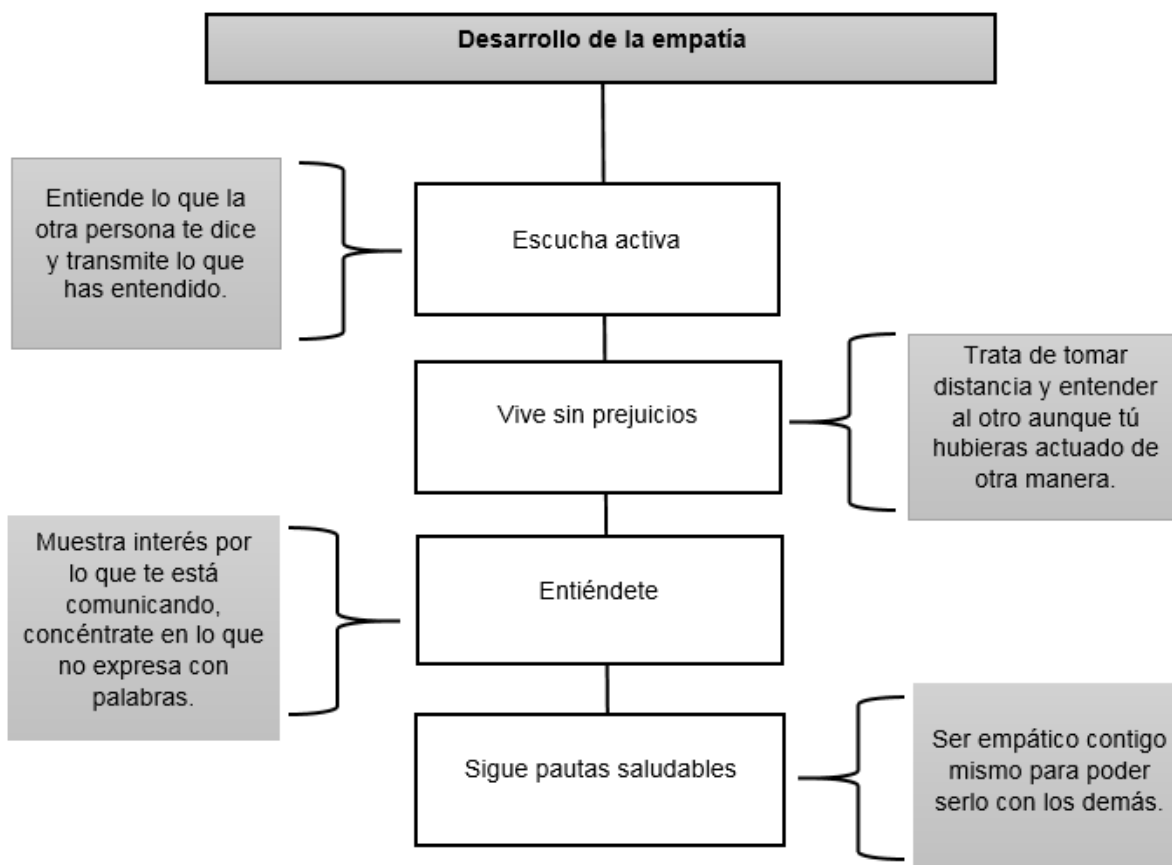 Desarrollo de la empatía
Entiende lo que la
otra persona te dice
y transmite lo que
has entendido.
Escucha activa
Vive sin prejuicios
Trata de tomar
distancia y entender
al otro aunque tú
hubieras actuado de
otra manera.
Muestra interés por
lo que te está
comunicando,
concéntrate en lo que
no expresa con
palabras.
Entiéndete
Sigue pautas saludables
Ser empático contigo
mismo para poder
serlo con los demás.